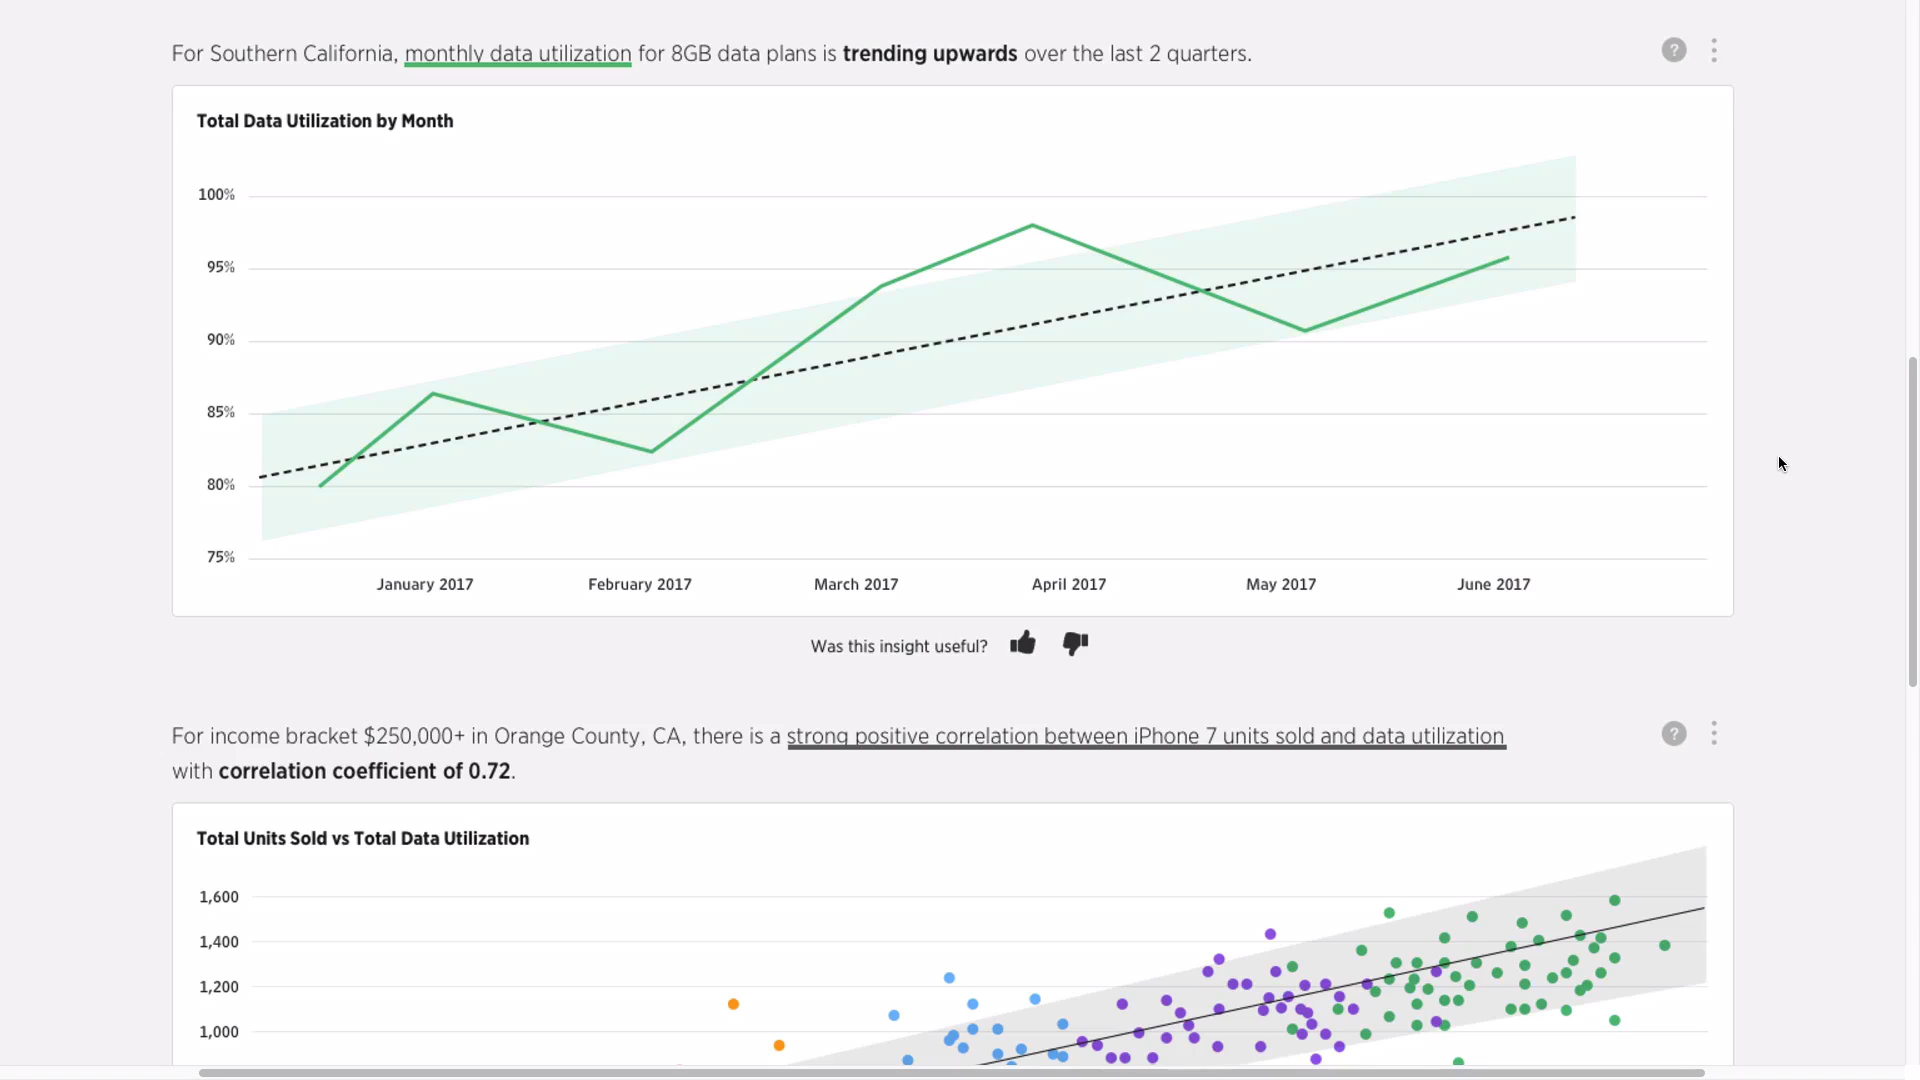 For Southern California, monthly data utilization for 8GB data plans is trending upwards over the last 2 quarters.
?
Total Data Utilization by Month
100%
95%
90%
85%
80%
75%
January 2017 February 2017 March 2017 April 2017 May 2017 June 2017
Was this insight useful?
For income bracket $250,000+ in Orange County, CA, there is a strong positive correlation between iPhone 7 units sold and data utilization
with correlation coefficient of 0.72.
?
Total Units Sold vs Total Data Utilization
1,600
1,400
1,200
1,000